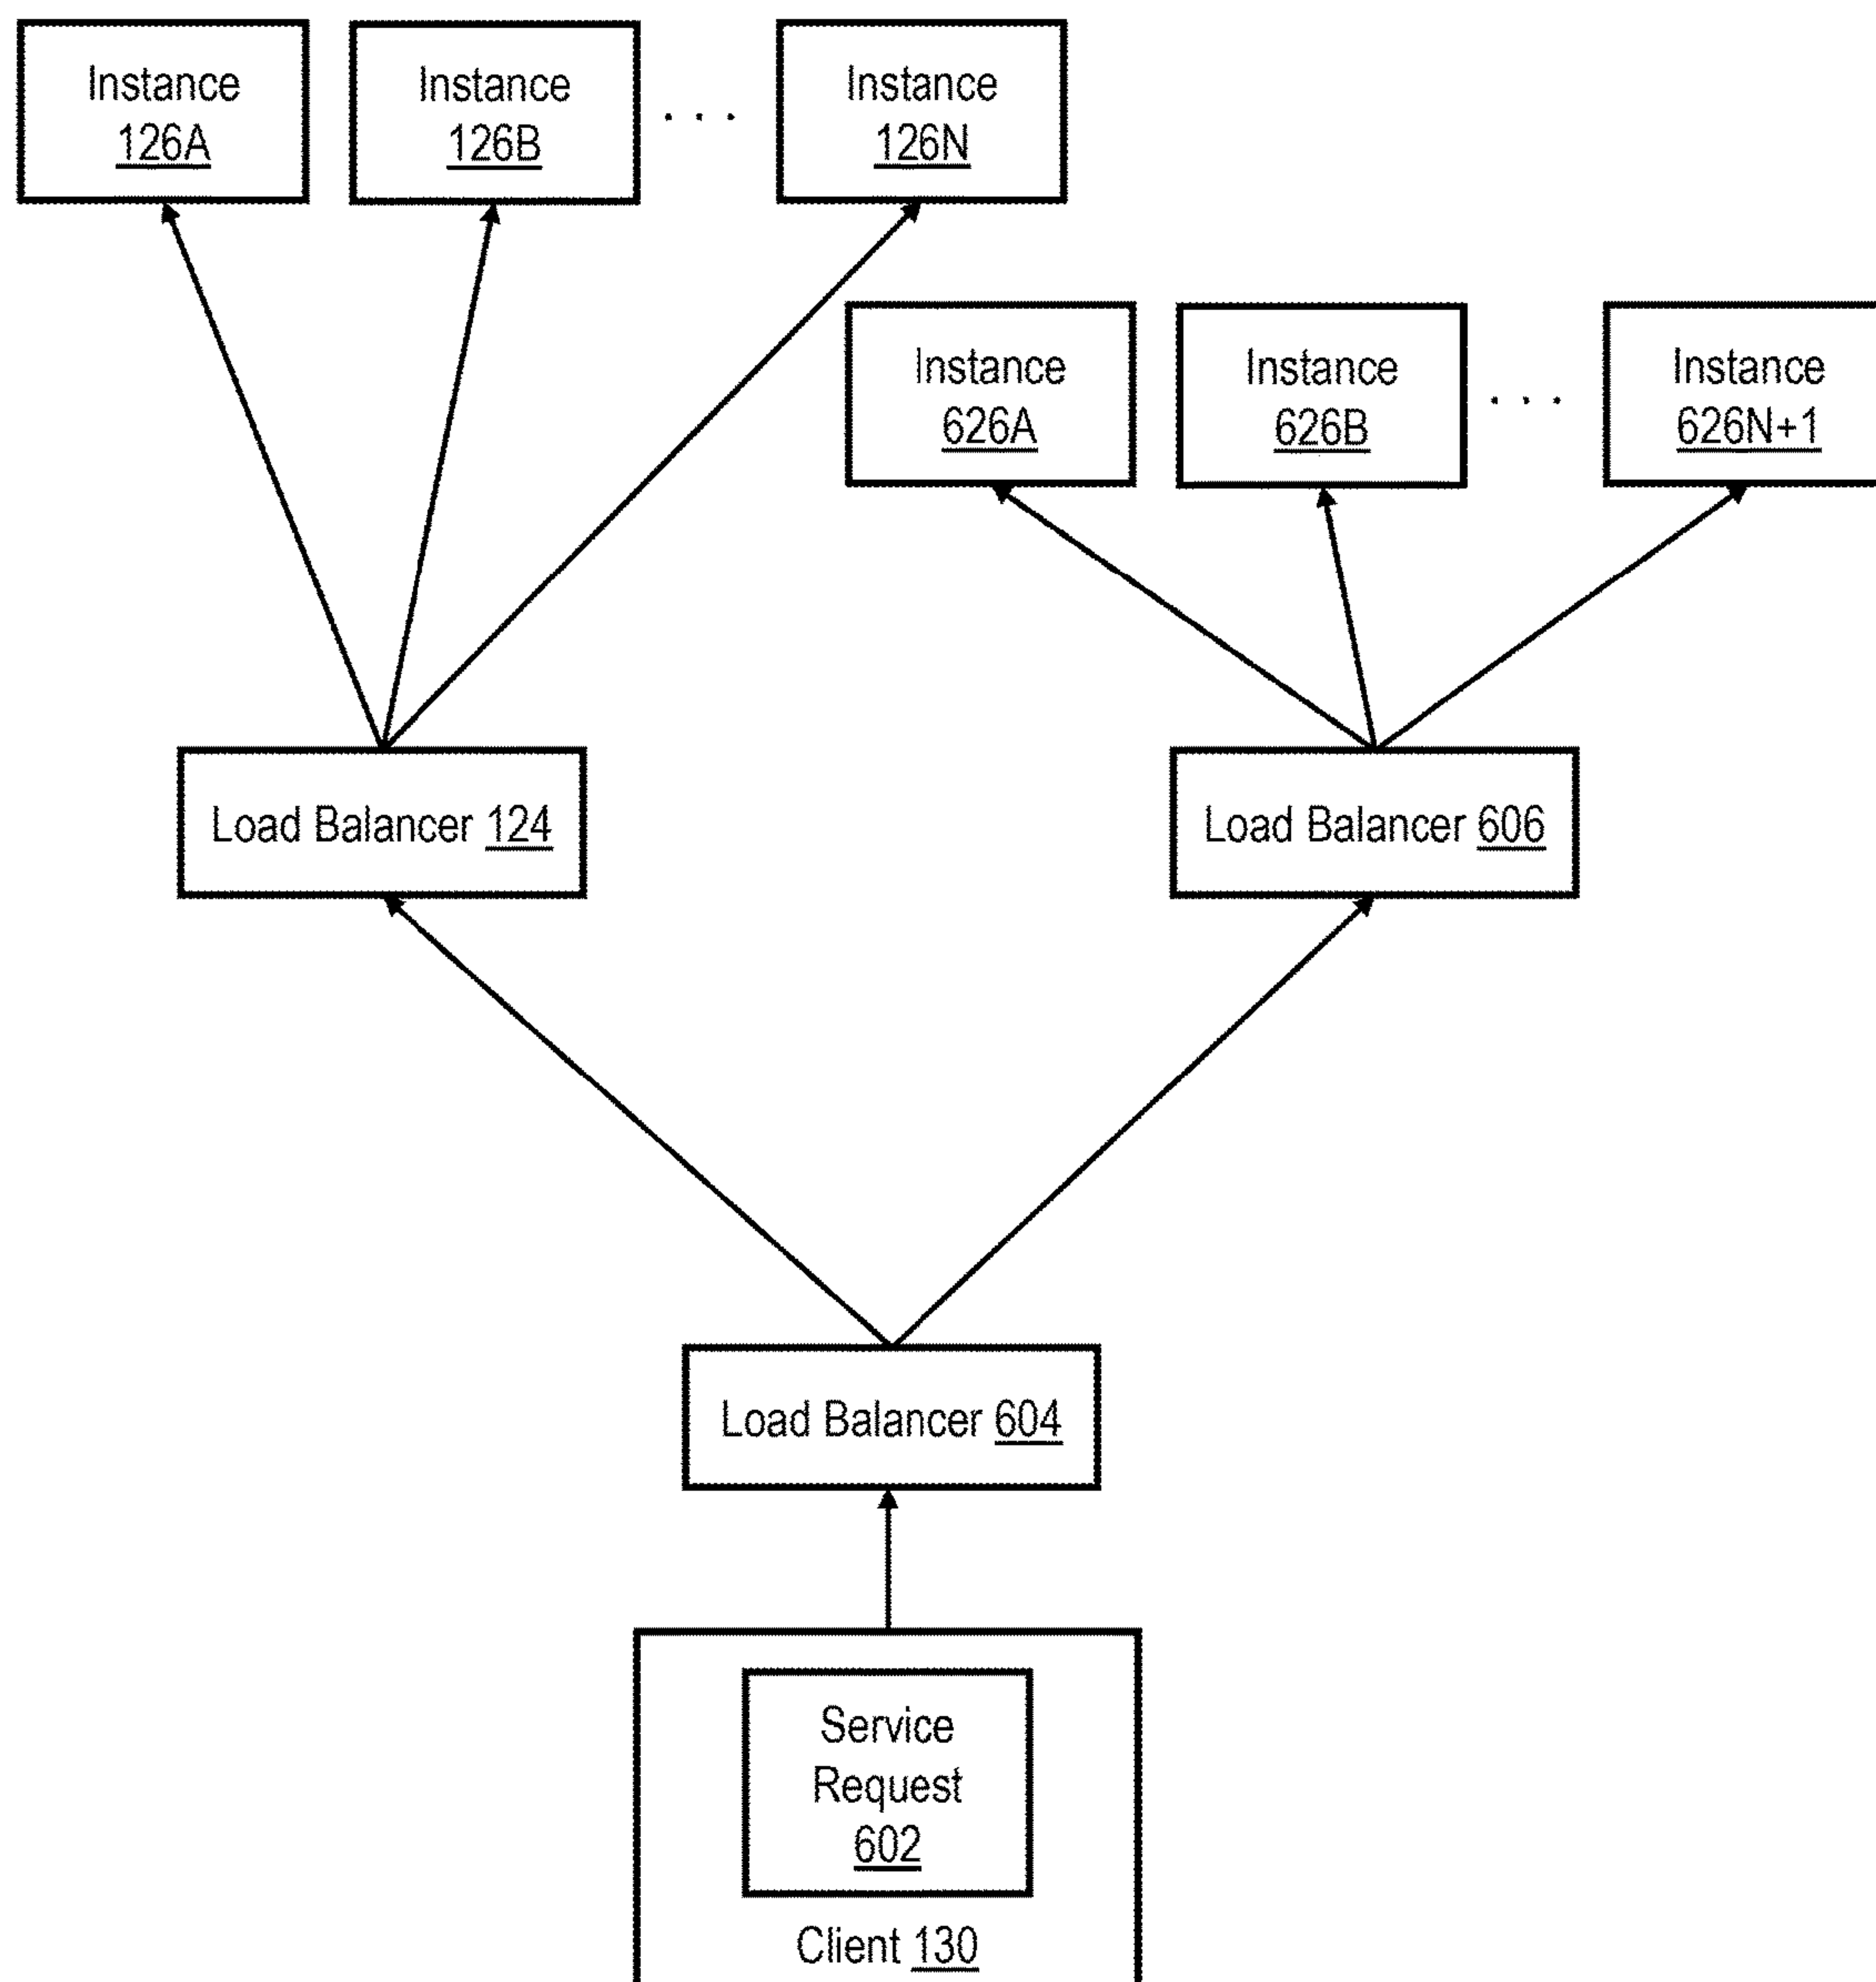 Instance
126A
Instance
126B
. . .
Instance
126N
Instance
626A
Instance
626B
. . .
Instance
626N+1
Load Balancer 124
Load Balancer 606
Load Balancer 604
Service
Request
602
Client 130